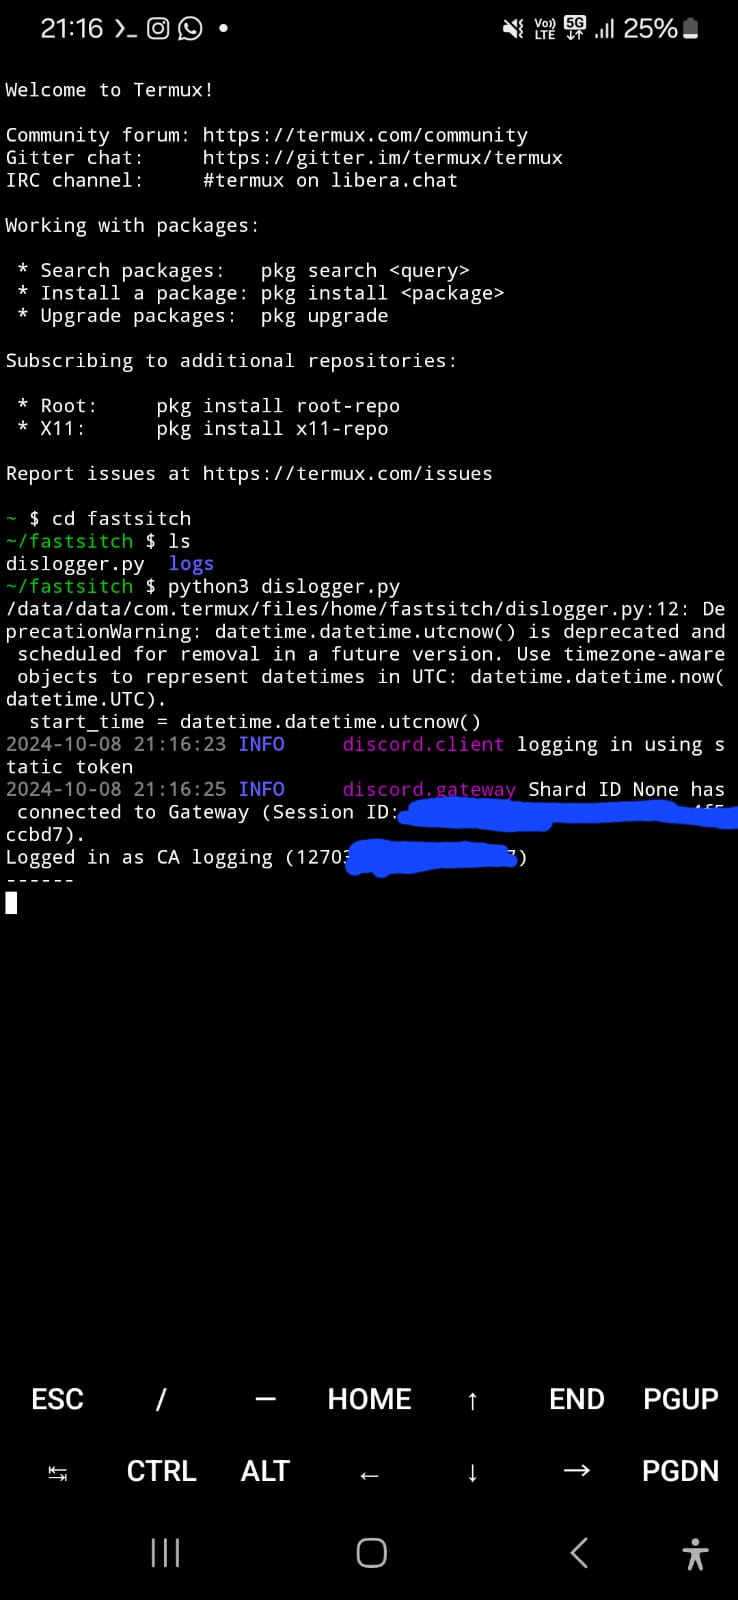 21:16
Vo)) LTE 5G 25%
Welcome to Termux!
Community forum: https://termux.com/community
Gitter chat: https://gitter.im/termux/termux
IRC channel: #termux on libera.chat
Working with packages:
* Search packages: pkg search <query>
* Install a package: pkg install <package>
* Upgrade packages: pkg upgrade
Subscribing to additional repositories:
* Root: pkg install root-repo
* X11: pkg install x11-repo
Report issues at https://termux.com/issues
~ $ cd fastsitch
~/fastsitch $ ls
dislogger.py logs
~/fastsitch $ python3 dislogger.py
/data/data/com.termux/files/home/fastsitch/dislogger.py:12: De
precationWarning: datetime.datetime.utcnow() is deprecated and
scheduled for removal in a future version. Use timezone-aware
objects to represent datetimes in UTC: datetime.datetime.now(
datetime.UTC).
start_time = datetime.datetime.utcnow()
2024-10-08 21:16:23 INFO discord.client logging in using s
tatic token
2024-10-08 21:16:25 INFO discord.gateway Shard ID None has
connected to Gateway (Session ID:
ccbd7).
Logged in as CA logging (12703 )
------
ESC / — HOME ↑ END PGUP
↹ CTRL ALT ← ↓ → PGDN